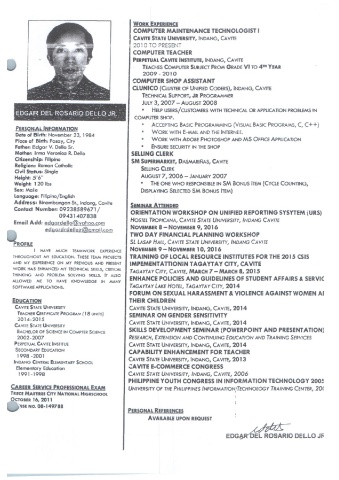 EDGAR DEL ROSARIO DELLO JR.
PERSONAL INFORMATION
Date of Birth: November 23, 1984
Place of Birth: Pasay, City
Father: Edgar V. Dello Sr.
Mother: Irma Veronica R. Dello
Citizenship: Filipino
Religion: Roman Catholic
Civil Status: Single
Height: 5'6"
Weight: 120 lbs
Sex: Male
Language: Filipino/English
Address: Indang, Cavite
Contact Number: 09238589671/
09431407838
Email Add:
PROFILE
I HAVE MUCH TEAMWORK EXPERIENCE
THROUGHOUT MY EDUCATION. THESE TEAM PROJECTS
AND MY EXPERIENCE ON MY PREVIOUS AND PRESENT
WORK HAS ENHANCED MY TECHNICAL SKILLS, CRITICAL
THINKING AND PROBLEM SOLVING SKILLS. IT ALSO
ALLOWED ME TO HAVE KNOWLEDGE IN MANY
SOFTWARE APPLICATIONS.
EDUCATION
CAVITE STATE UNIVERSITY
TEACHER CERTIFICATE PROGRAM (18 UNITS)
2014-2015
CAVITE STATE UNIVERSITY
BACHELOR OF SCIENCE IN COMPUTER SCIENCE
2002-2007
PERPETUAL CAVITE INSTITUTE
SECONDARY EDUCATION
1998-2001
INDANG CENTRAL ELEMENTARY SCHOOL
Elementary Education
1991-1998
CAREER SERVICE PROFESSIONAL EXAM
TRECE MARTIRES CITY NATIONAL HIGHSCHOOL
OCTOBER 16, 2011
NO. 08-149788
WORK EXPERIENCE
COMPUTER MAINTENANCE TECHNOLOGIST I
CAVITE STATE UNIVERSITY, INDANG, CAVITE
2010 TO PRESENT
COMPUTER TEACHER
PERPETUAL CAVITE INSTITUTE, INDANG, CAVITE
TEACHES COMPUTER SUBJECT FROM GRADE VI TO 4TH YEAR
2009 - 2010
COMPUTER SHOP ASSISTANT
CLUNICO (CLUSTER OF UNIFIED CODERS), INDANG, CAVITE
TECHNICAL SUPPORT, JR PROGRAMMER
JULY 3, 2007 – AUGUST 2008
• HELP USERS/CUSTOMERS WITH TECHNICAL OR APPLICATION PROBLEMS IN
COMPUTER SHOP.
• ACCEPTING BASIC PROGRAMMING (VISUAL BASIC PROGRAMS, C, C++)
• WORK WITH E-MAIL AND THE INTERNET.
• WORK WITH ADOBE PHOTOSHOP AND MS OFFICE APPLICATION
• ENSURE SECURITY IN THE SHOP
SELLING CLERK
SM SUPERMARKET, DASMARIÑAS, CAVITE
SELLING CLERK
AUGUST 7, 2006 – JANUARY 2007
• THE ONE WHO RESPONSIBLE IN SM BONUS ITEM (CYCLE COUNTING,
DISPLAYING SELECTED SM BONUS ITEM)
SEMINAR ATTENDED
ORIENTATION WORKSHOP ON UNIFIED REPORTING SYSYTEM (URS)
HOSTEL TROPICANA, CAVITE STATE UNIVERSITY, INDANG, CAVITE
NOVEMBER 8 – NOVEMBER 9, 2016
TWO DAY FINANCIAL PLANNING WORKSHOP
SL LASAP HALL, CAVITE STATE UNIVERSITY, INDANG CAVITE
NOVEMBER 9 – NOVEMBER 10, 2016
TRAINING OF LOCAL RESOURCE INSTITUTES FOR THE 2015 CSIS
IMPLEMENTATION TAGAYTAY CITY, CAVITE
TAGAYTAY CITY, CAVITE, MARCH 7 – MARCH 8, 2015
ENHANCE POLICIES AND GUIDELINES OF STUDENT AFFAIRS & SERVIC
TAGAYTAY LAKE HOTEL, TAGAYTAY CITY, 2014
FORUM ON SEXUAL HARASSMENT & VIOLENCE AGAINST WOMEN A
THEIR CHILDREN
CAVITE STATE UNIVERSITY, INDANG, CAVITE, 2014
SEMINAR ON GENDER SENSITIVITY
CAVITE STATE UNIVERSITY, INDANG, CAVITE, 2014
SKILLS DEVELOPMENT SEMINAR (POWERPOINT AND PRESENTATION)
RESEARCH, EXTENSION AND CONTINUING EDUCATION AND TRAINING SERVICES
CAVITE STATE UNIVERSITY, INDANG, CAVITE, 2014
CAPABILITY ENHANCEMENT FOR TEACHER
CAVITE STATE UNIVERSITY, INDANG, CAVITE, 2013
CAVITE E-COMMERCE CONGRESS
CAVITE STATE UNIVERSITY, INDANG, CAVITE, 2006
PHILIPPINE YOUTH CONGRESS IN INFORMATION TECHNOLOGY 2005
UNIVERSITY OF THE PHILIPPINES INFORMATION TECHNOLOGY TRAINING CENTER, 20
PERSONAL REFERENCES
AVAILABLE UPON REQUEST
EDGAR DEL ROSARIO DELLO JR